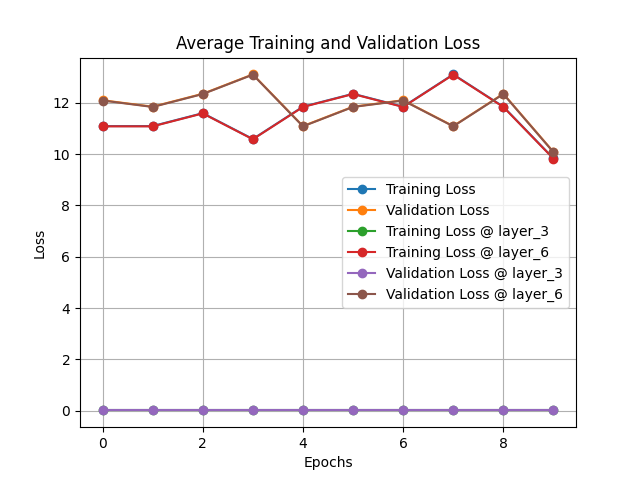 Average Training and Validation Loss
12
10
8
6
4
2
0
Loss
Training Loss
Validation Loss
Training Loss @ layer_3
Training Loss @ layer_6
Validation Loss @ layer_3
Validation Loss @ layer_6
0 2 4 6 8
Epochs